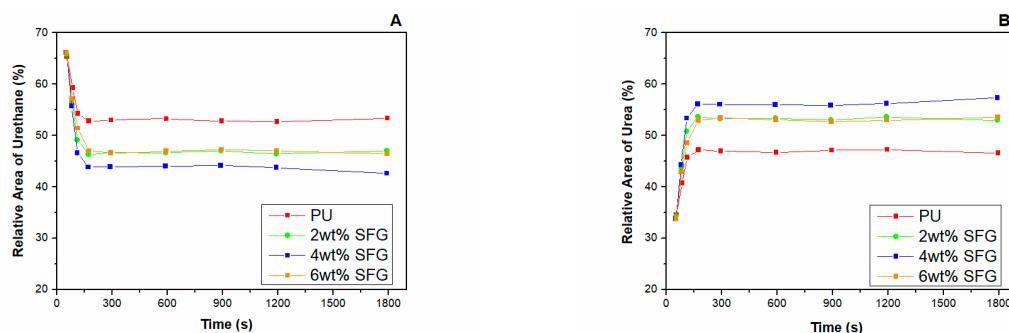 A
Relative Area of Urethane (%)
70
60
50
40
30
20
0 300 600 900 1200 1500 1800
Time (s)
PU
2wt% SFG
4wt% SFG
6wt% SFG
B
Relative Area of Urea (%)
70
60
50
40
30
20
0 300 600 900 1200 1500 1800
Time (s)
PU
2wt% SFG
4wt% SFG
6wt% SFG